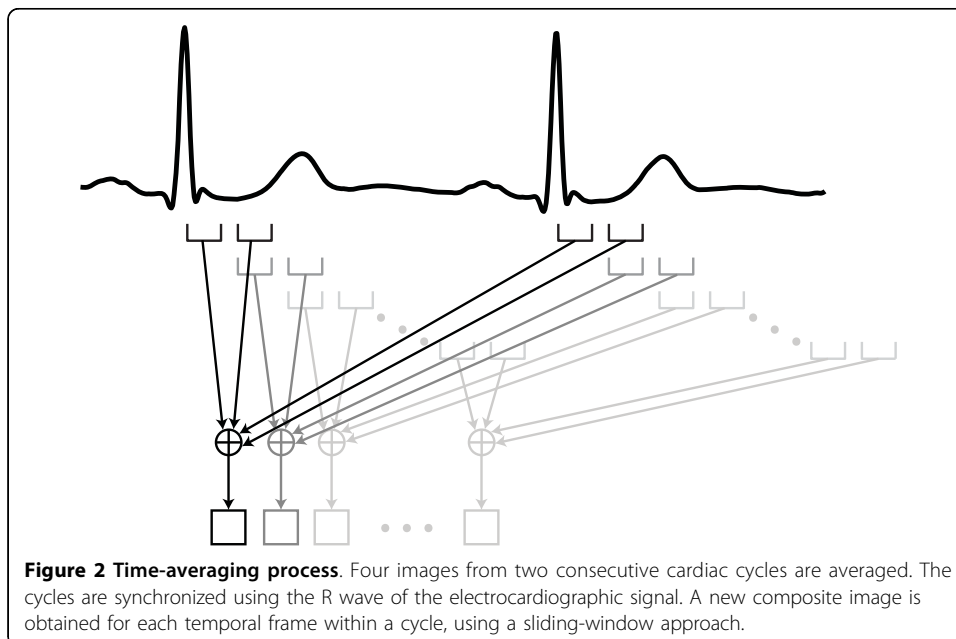 Figure 2 Time-averaging process. Four images from two consecutive cardiac cycles are averaged. The
cycles are synchronized using the R wave of the electrocardiographic signal. A new composite image is
obtained for each temporal frame within a cycle, using a sliding-window approach.